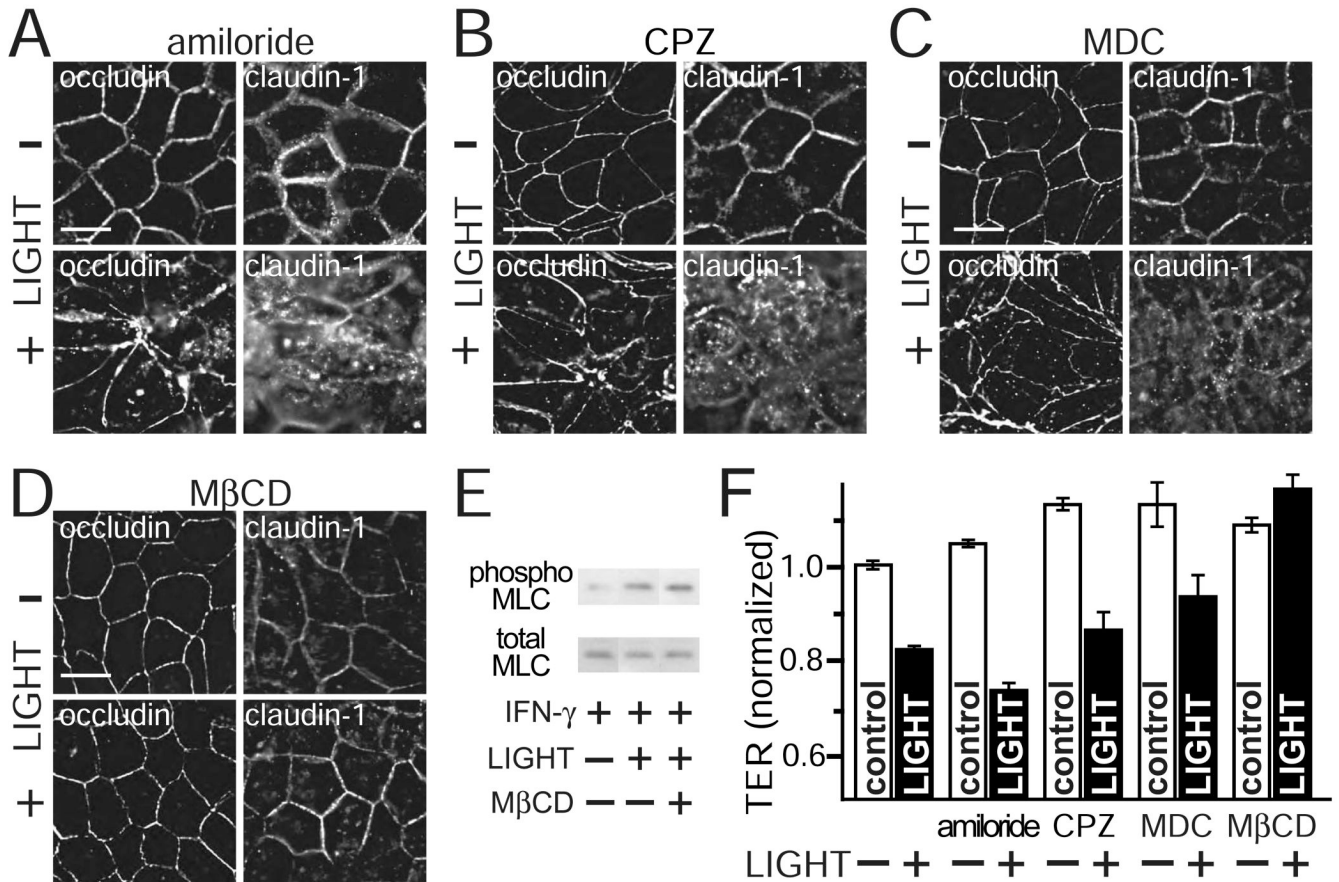 A
amiloride
occludin
claudin-1
−
occludin
claudin-1
+
LIGHT
B
CPZ
occludin
claudin-1
−
occludin
claudin-1
+
LIGHT
C
MDC
occludin
claudin-1
−
occludin
claudin-1
+
LIGHT
D
MβCD
occludin
claudin-1
−
occludin
claudin-1
+
LIGHT
E
phospho
MLC
total
MLC
IFN-γ + + +
LIGHT − + +
MβCD − − +
F
TER (normalized)
1.0
0.8
0.6
control
LIGHT
control
LIGHT
control
LIGHT
control
LIGHT
control
LIGHT
amiloride CPZ MDC MβCD
LIGHT − + − + − + − + − +